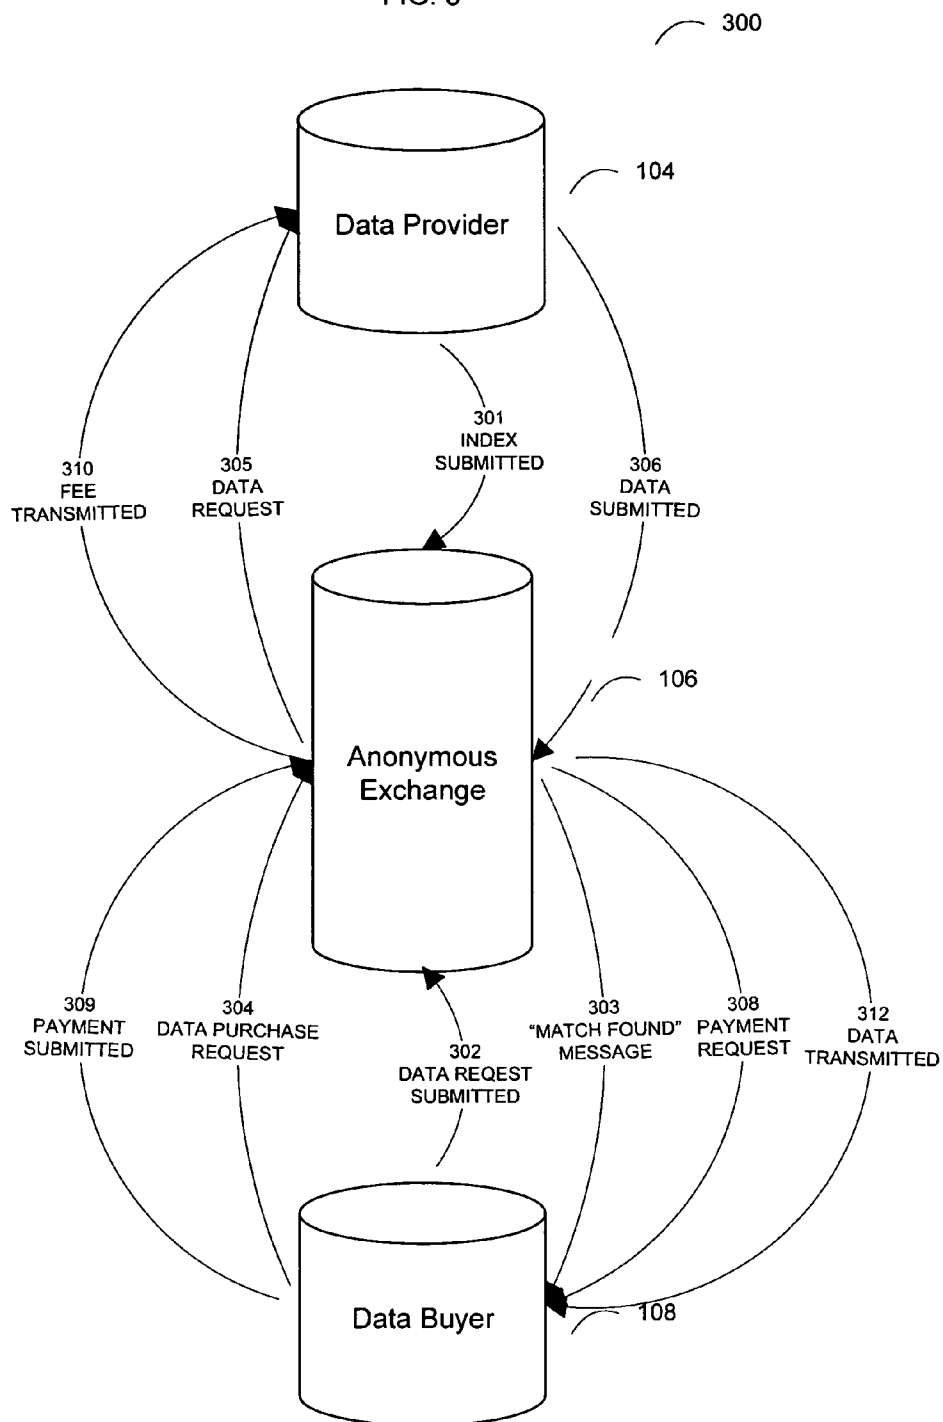 300
104
Data Provider
301
INDEX
SUBMITTED
310
FEE
TRANSMITTED
305
DATA
REQUEST
306
DATA
SUBMITTED
106
Anonymous
Exchange
309
PAYMENT
SUBMITTED
304
DATA PURCHASE
REQUEST
302
DATA REQEST
SUBMITTED
303
“MATCH FOUND”
MESSAGE
308
PAYMENT
REQUEST
312
DATA
TRANSMITTED
Data Buyer
108